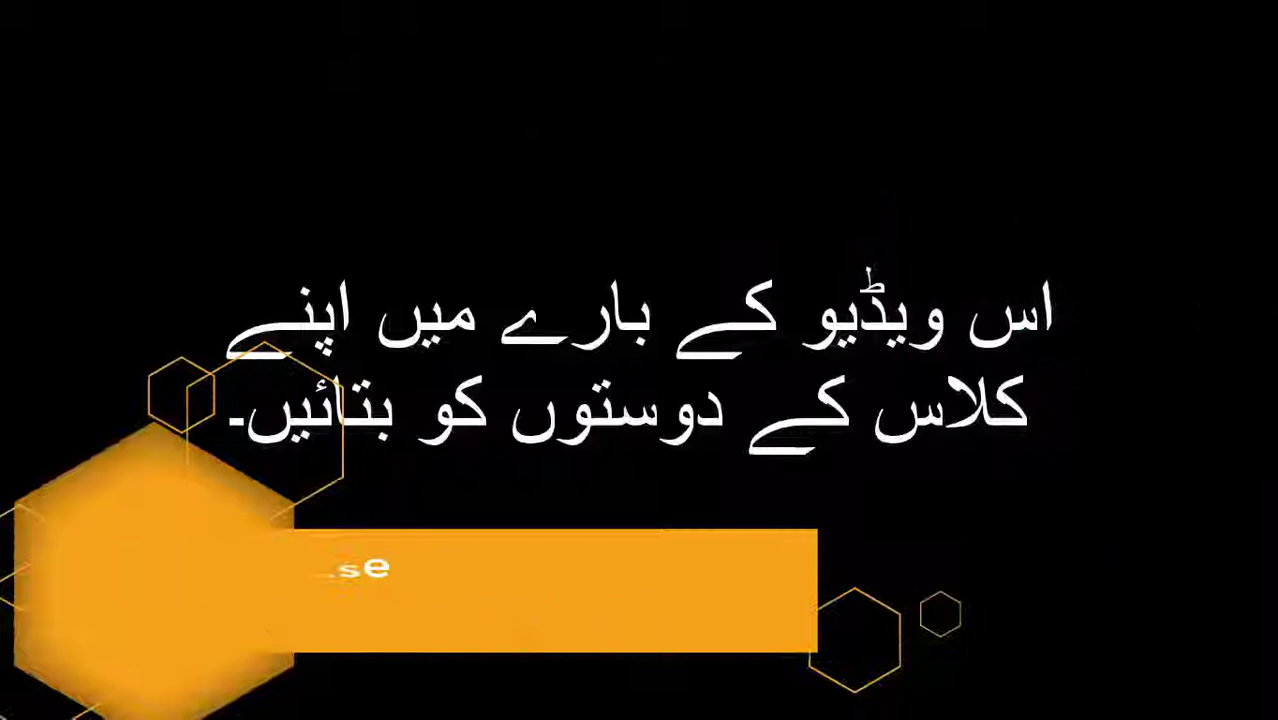 اس ویڈیو کے بارے میں اپنے
کلاس کے دوستوں کو بتائیں۔